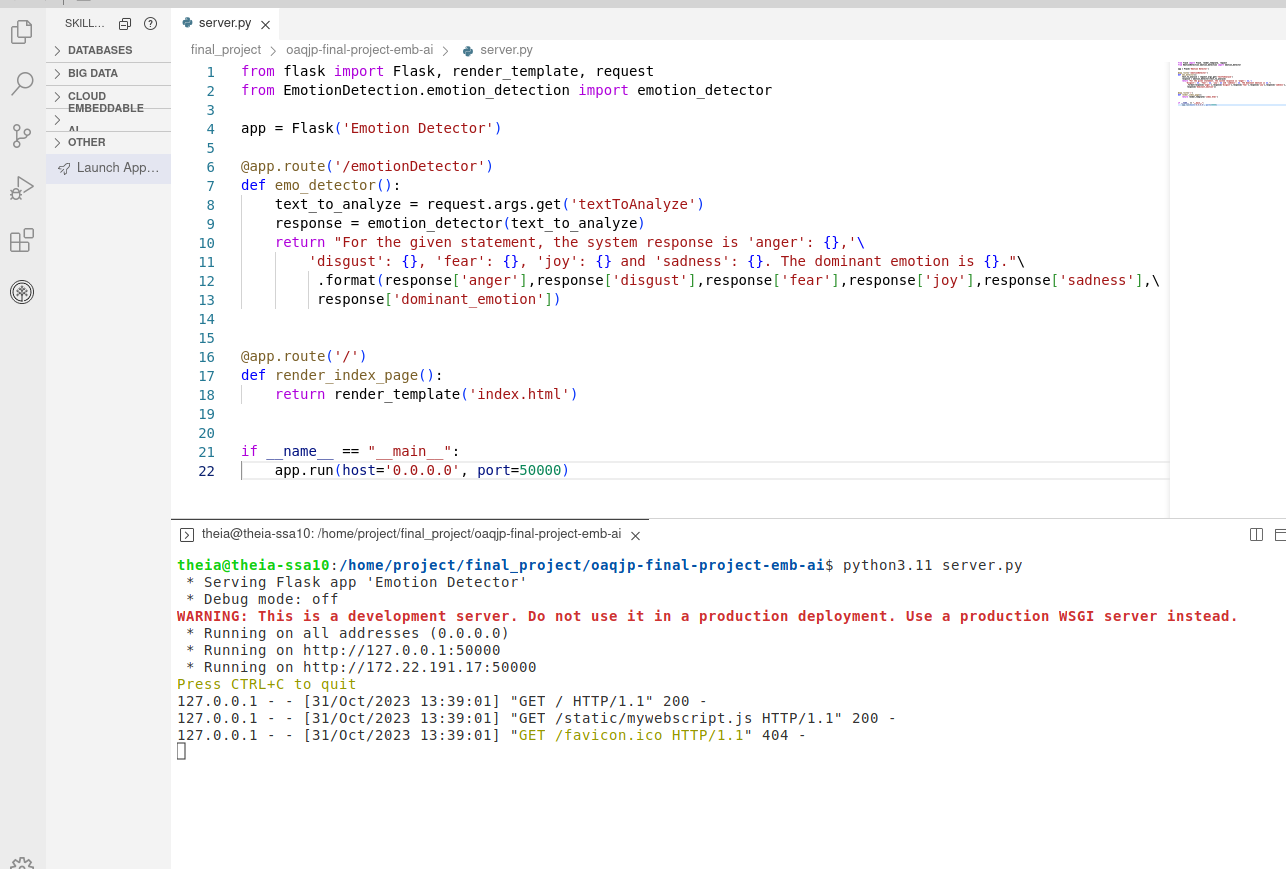 SKILL...
server.py
DATABASES
BIG DATA
CLOUD
EMBEDDABLE
AI
OTHER
Launch App...
final_project > oaqjp-final-project-emb-ai > server.py
1 from flask import Flask, render_template, request
2 from EmotionDetection.emotion_detection import emotion_detector
3
4 app = Flask('Emotion Detector')
5
6 @app.route('/emotionDetector')
7 def emo_detector():
8 text_to_analyze = request.args.get('textToAnalyze')
9 response = emotion_detector(text_to_analyze)
10 return "For the given statement, the system response is 'anger': {},'\
11 'disgust': {}, 'fear': {}, 'joy': {} and 'sadness': {}. The dominant emotion is {}."\
12 .format(response['anger'],response['disgust'],response['fear'],response['joy'],response['sadness'],\
13 response['dominant_emotion'])
14
15
16 @app.route('/')
17 def render_index_page():
18 return render_template('index.html')
19
20
21 if __name__ == "__main__":
22 app.run(host='0.0.0.0', port=50000)
theia@theia-ssa10: /home/project/final_project/oaqjp-final-project-emb-ai
theia@theia-ssa10:/home/project/final_project/oaqjp-final-project-emb-ai$ python3.11 server.py
* Serving Flask app 'Emotion Detector'
* Debug mode: off
WARNING: This is a development server. Do not use it in a production deployment. Use a production WSGI server instead.
* Running on all addresses (0.0.0.0)
* Running on http://127.0.0.1:50000
* Running on http://172.22.191.17:50000
Press CTRL+C to quit
127.0.0.1 - - [31/Oct/2023 13:39:01] "GET / HTTP/1.1" 200 -
127.0.0.1 - - [31/Oct/2023 13:39:01] "GET /static/mywebscript.js HTTP/1.1" 200 -
127.0.0.1 - - [31/Oct/2023 13:39:01] "GET /favicon.ico HTTP/1.1" 404 -